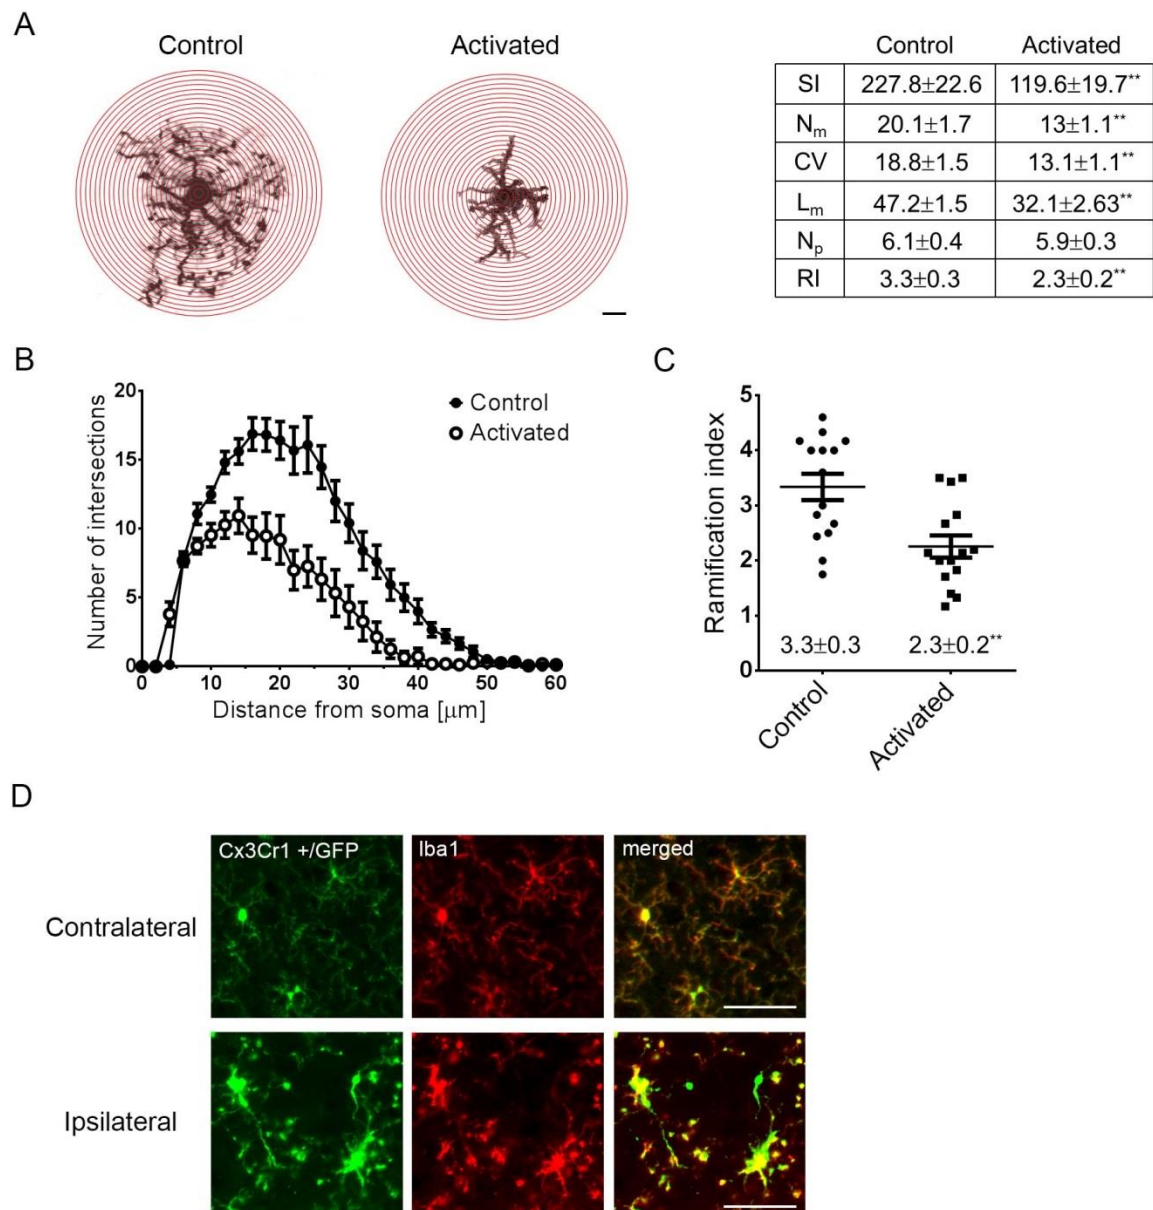 A
Control Activated
Control Activated
SI 227.8±22.6 119.6±19.7**
Nm 20.1±1.7 13±1.1**
CV 18.8±1.5 13.1±1.1**
Lm 47.2±1.5 32.1±2.63**
Np 6.1±0.4 5.9±0.3
RI 3.3±0.3 2.3±0.2**
B
Number of intersections
20
15
10
5
0
0 10 20 30 40 50 60
Distance from soma [μm]
Control
Activated
C
Ramification index
5
4
3
2
1
0
3.3±0.3 2.3±0.2**
Control
Activated
D
Cx3Cr1 +/GFP Iba1 merged
Contralateral
Ipsilateral